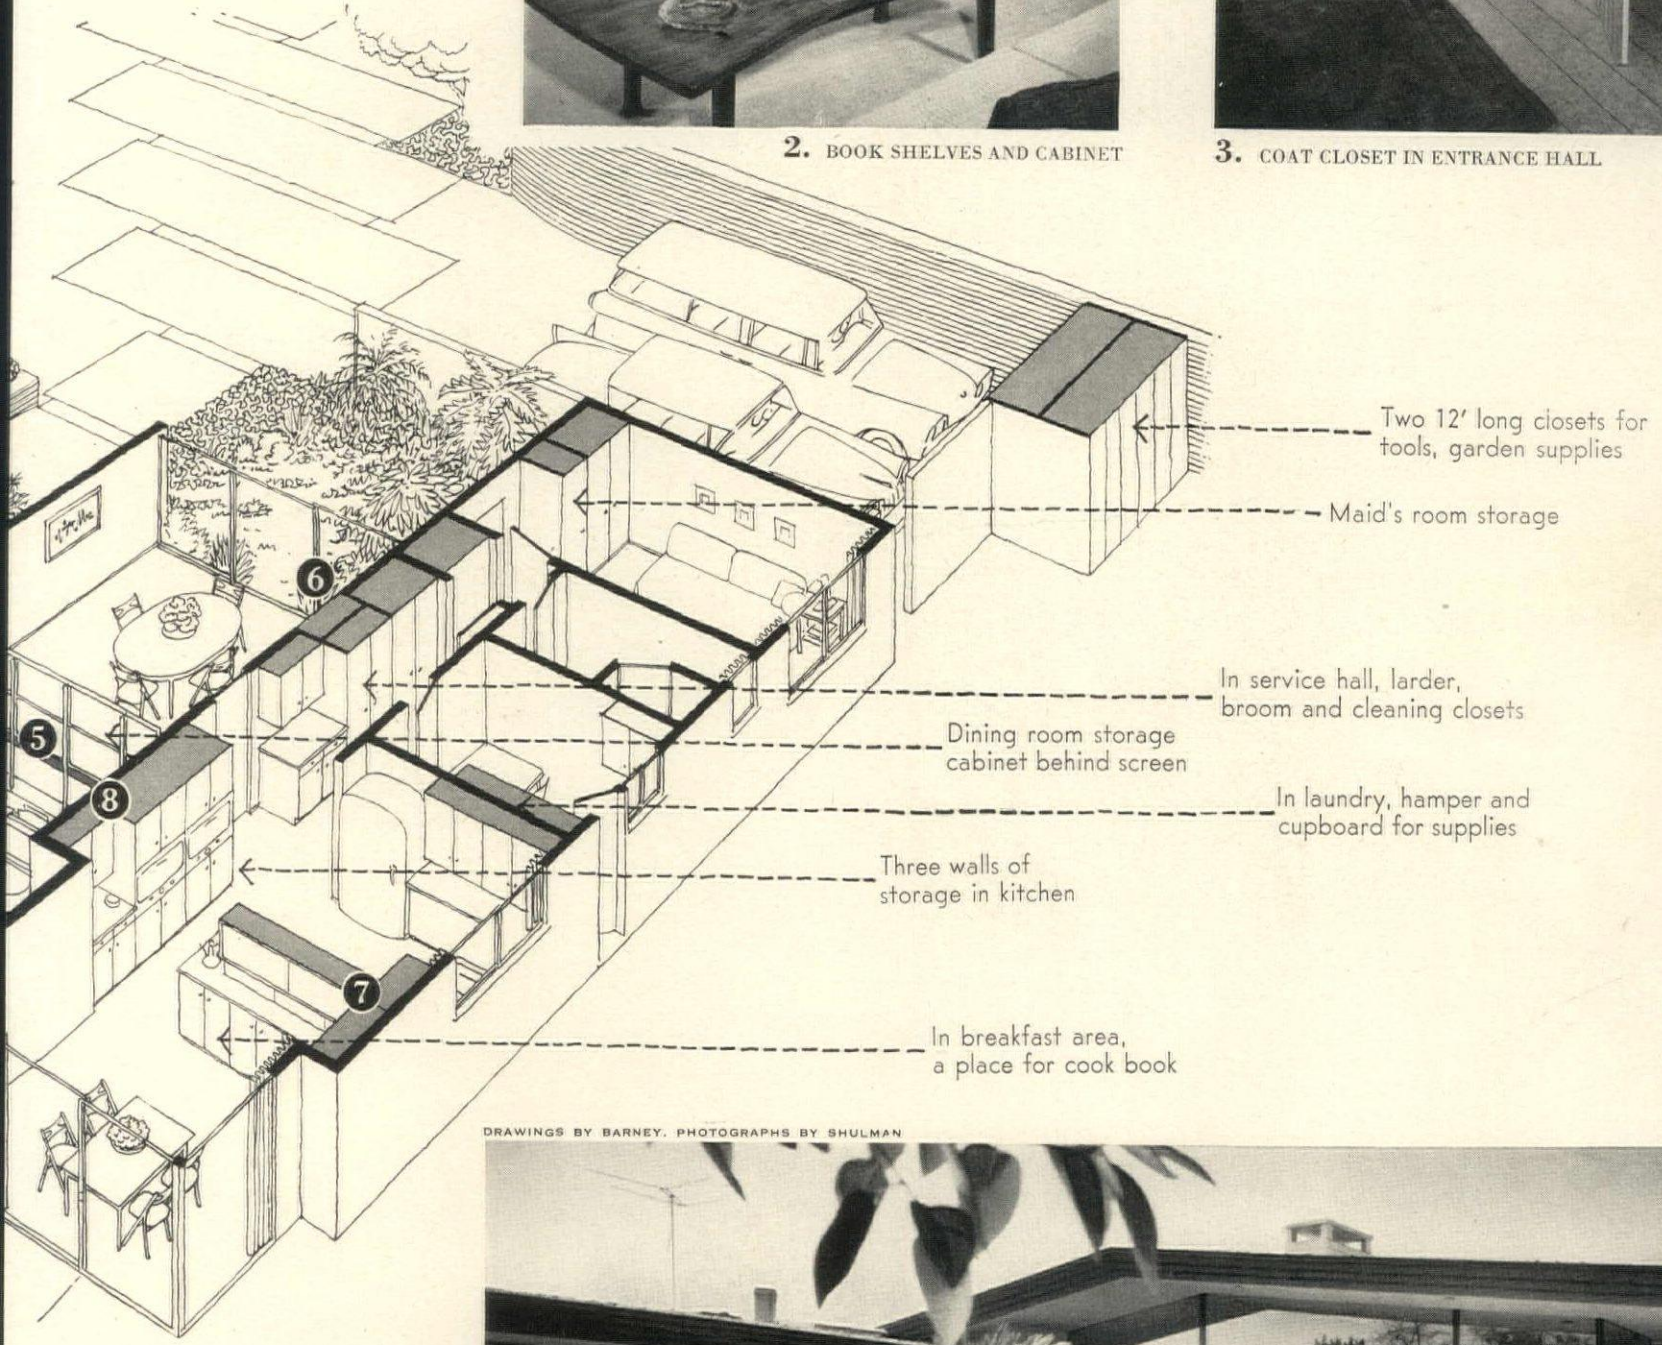 2. BOOK SHELVES AND CABINET
3. COAT CLOSET IN ENTRANCE HALL
Two 12' long closets for
tools, garden supplies
Maid's room storage
6
In service hall, larder,
broom and cleaning closets
5
Dining room storage
cabinet behind screen
8
In laundry, hamper and
cupboard for supplies
Three walls of
storage in kitchen
7
In breakfast area,
a place for cook book
DRAWINGS BY BARNEY. PHOTOGRAPHS BY SHULMAN